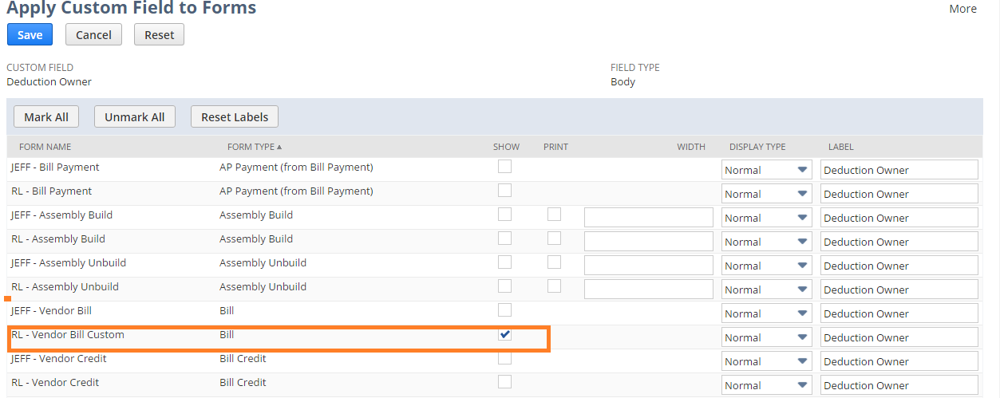 Apply Custom Field to Forms
More
Save Cancel Reset
CUSTOM FIELD FIELD TYPE
Deduction Owner Body
Mark All Unmark All Reset Labels
FORM NAME FORM TYPE ▲ SHOW PRINT WIDTH DISPLAY TYPE LABEL
JEFF - Bill Payment AP Payment (from Bill Payment) Normal Deduction Owner
RL - Bill Payment AP Payment (from Bill Payment) Normal Deduction Owner
JEFF - Assembly Build Assembly Build Normal Deduction Owner
RL - Assembly Build Assembly Build Normal Deduction Owner
JEFF - Assembly Unbuild Assembly Unbuild Normal Deduction Owner
RL - Assembly Unbuild Assembly Unbuild Normal Deduction Owner
JEFF - Vendor Bill Bill Normal Deduction Owner
RL - Vendor Bill Custom Bill Normal Deduction Owner
JEFF - Vendor Credit Bill Credit Normal Deduction Owner
RL - Vendor Credit Bill Credit Normal Deduction Owner